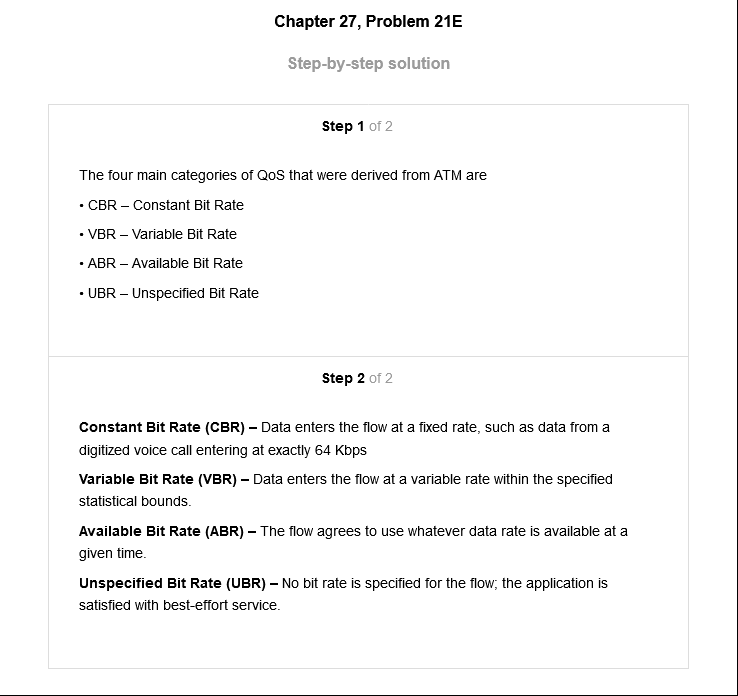 Chapter 27, Problem 21E
Step-by-step solution
Step 1 of 2
The four main categories of QoS that were derived from ATM are
• CBR – Constant Bit Rate
• VBR – Variable Bit Rate
• ABR – Available Bit Rate
• UBR – Unspecified Bit Rate
Step 2 of 2
Constant Bit Rate (CBR) – Data enters the flow at a fixed rate, such as data from a
digitized voice call entering at exactly 64 Kbps
Variable Bit Rate (VBR) – Data enters the flow at a variable rate within the specified
statistical bounds.
Available Bit Rate (ABR) – The flow agrees to use whatever data rate is available at a
given time.
Unspecified Bit Rate (UBR) – No bit rate is specified for the flow; the application is
satisfied with best-effort service.